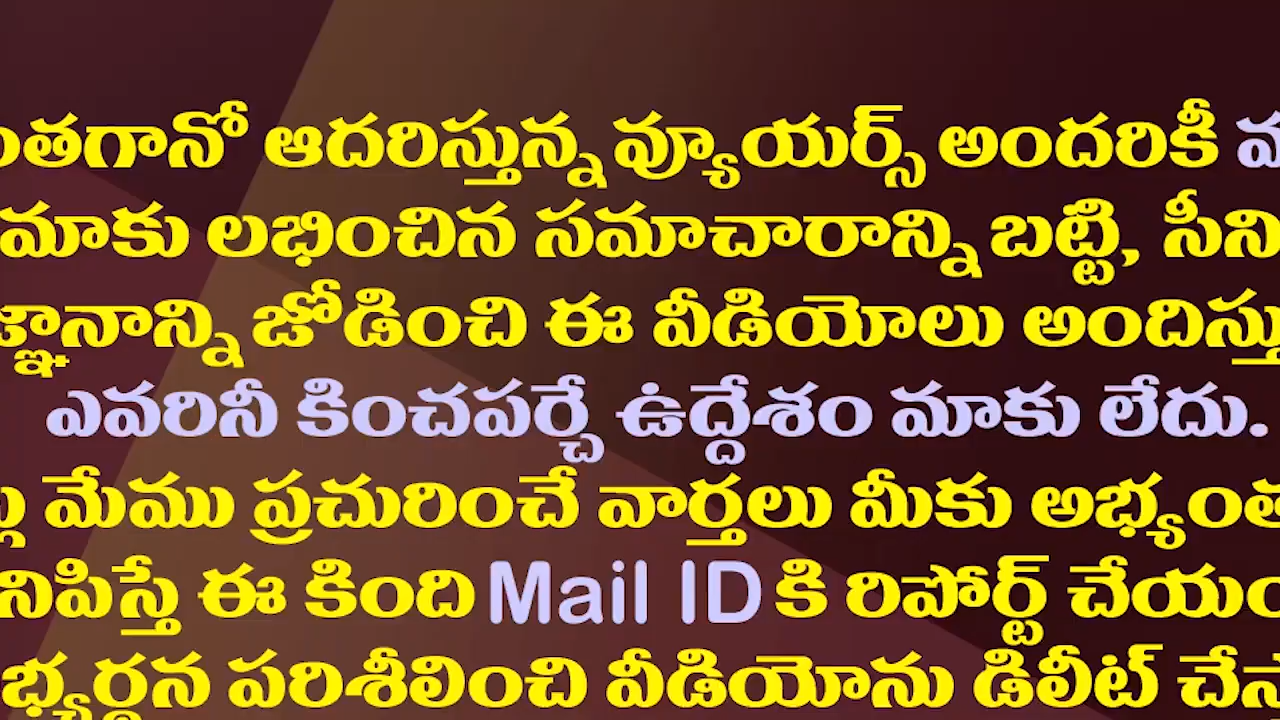 ఆదరిస్తున్న వ్యూయర్స్ అందరికీ
మాకు లభించిన సమాచారాన్ని బట్టి,
జోడించి ఈ వీడియోలు
ఎవరినీ కించపర్చే ఉద్దేశం మాకు లేదు.
మేము ప్రచురించే వార్తలు మీకు
ఈ కింది Mail ID కి రిపోర్ట్
పరిశీలించి వీడియోను డిలీట్